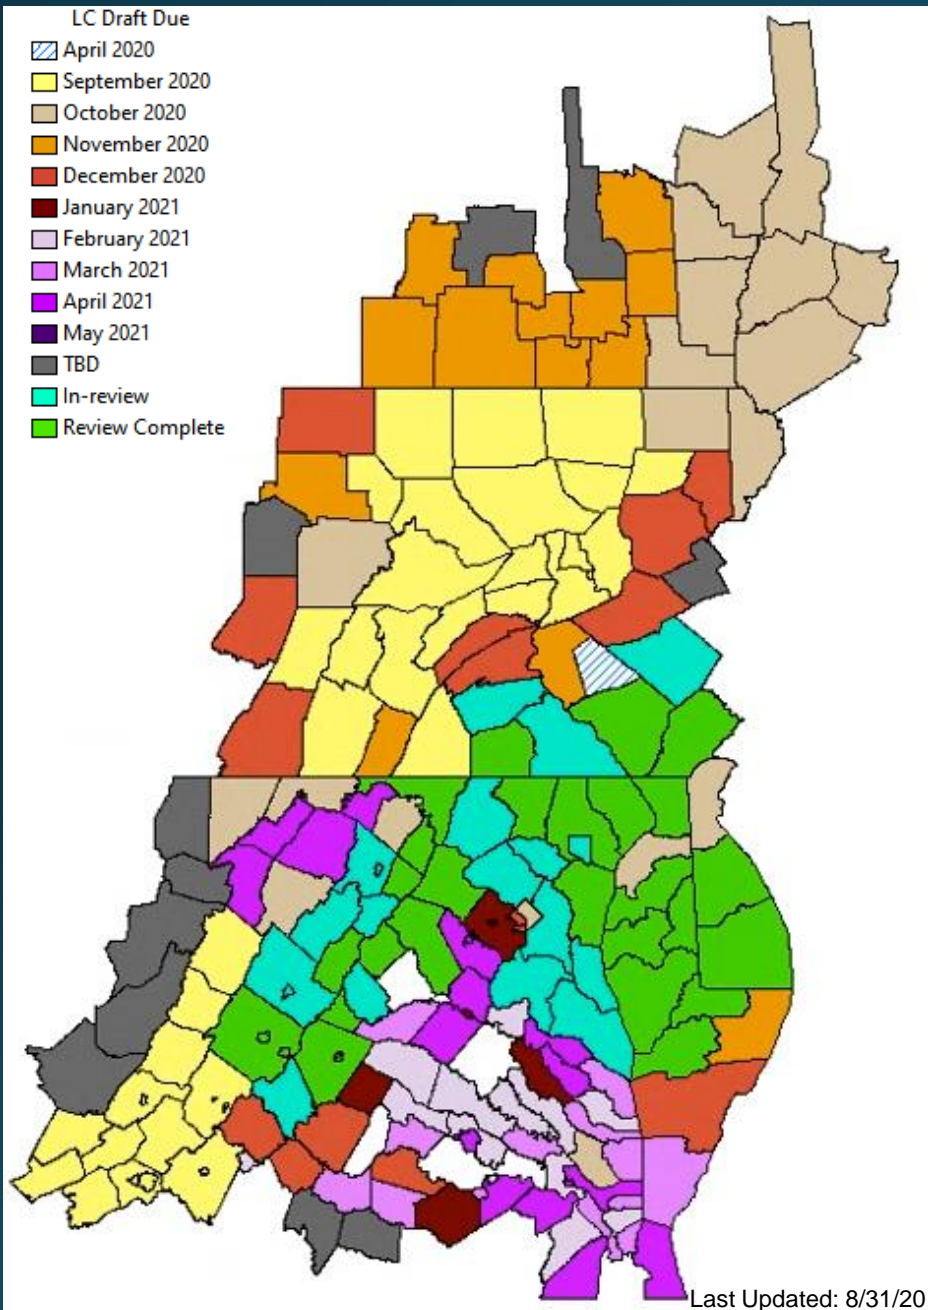 LC Draft Due
April 2020
September 2020
October 2020
November 2020
December 2020
January 2021
February 2021
March 2021
April 2021
May 2021
TBD
In-review
Review Complete
Last Updated: 8/31/20